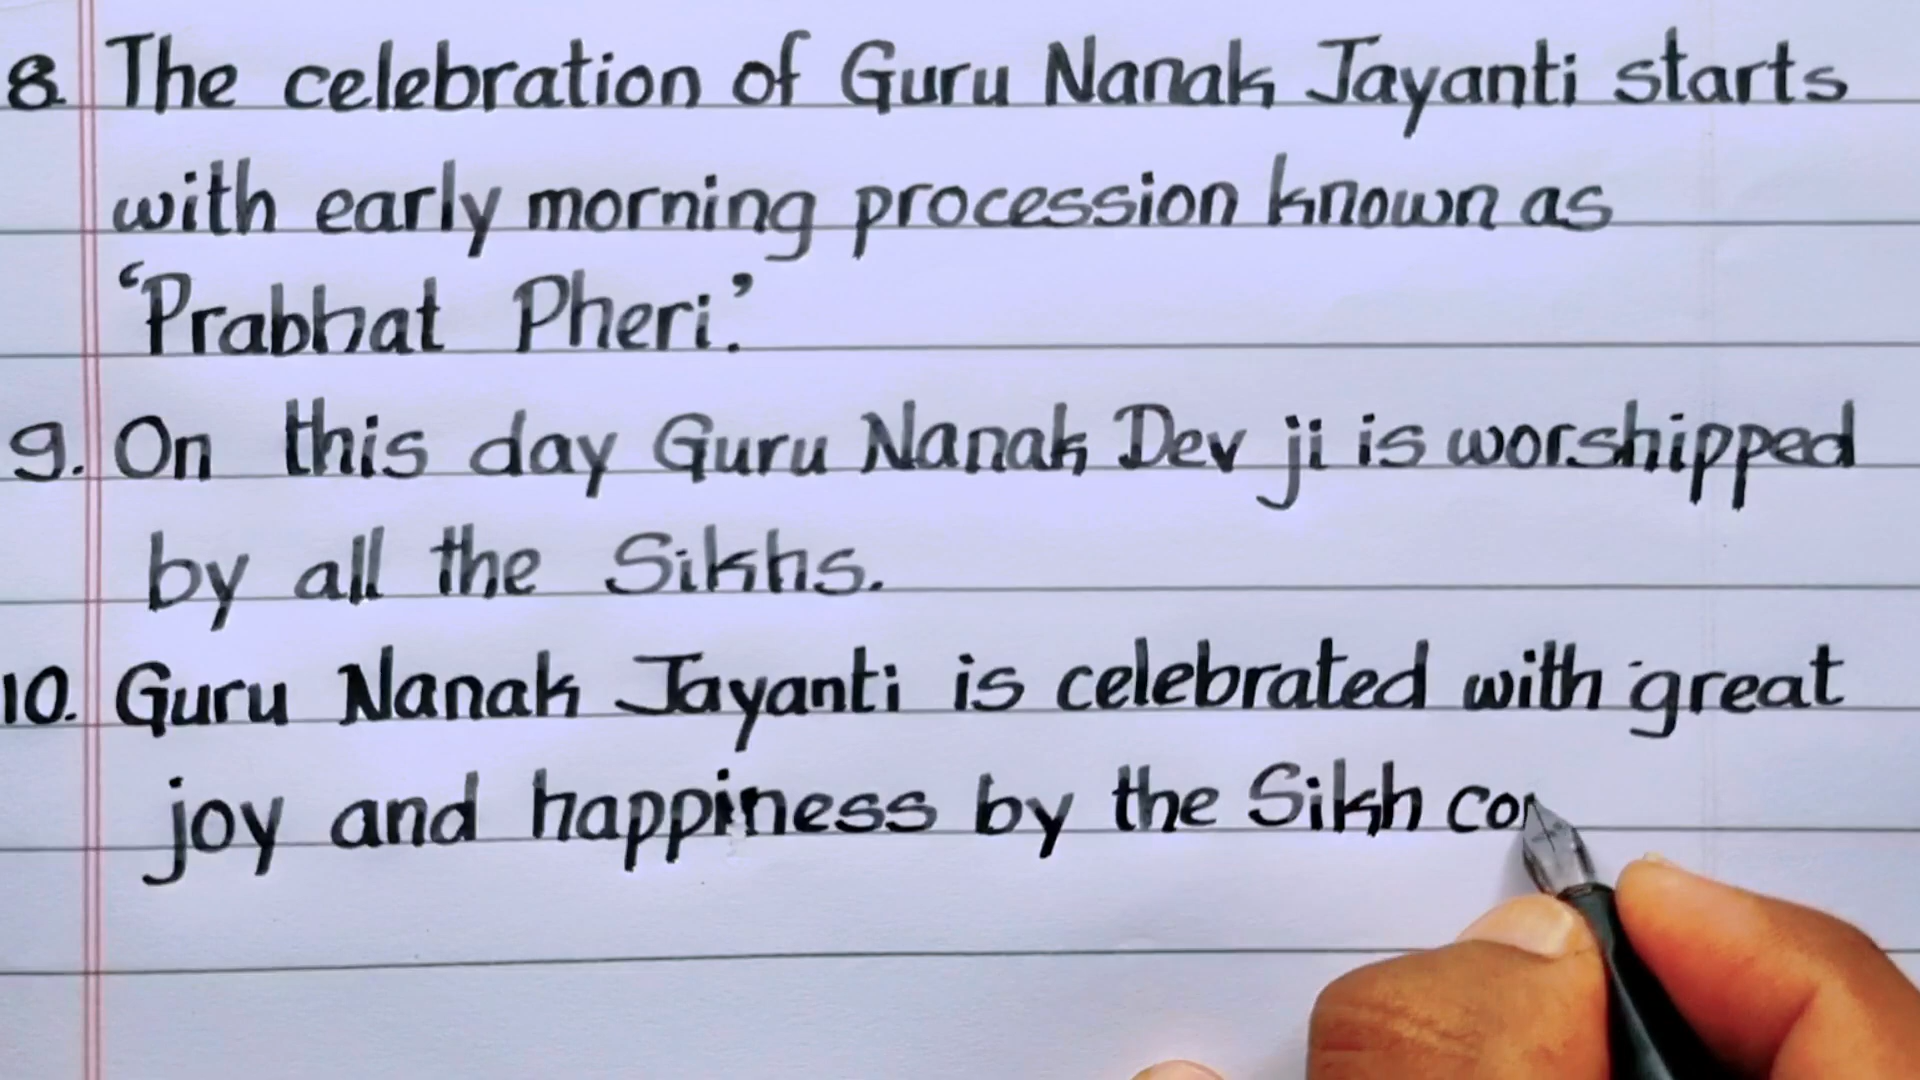 8. The celebration of Guru Nanak Jayanti starts
with early morning procession known as
'Prabhat Pheri.'
9. On this day Guru Nanak Dev ji is worshipped
by all the Sikhs.
10. Guru Nanak Jayanti is celebrated with great
joy and happiness by the Sikh co